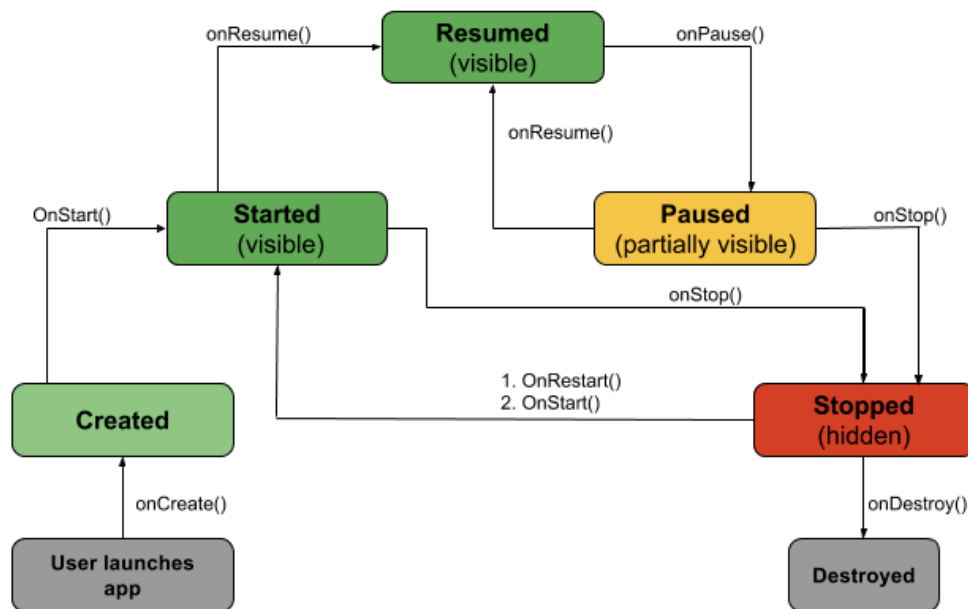 onResume()
Resumed
(visible)
onPause()
onResume()
OnStart()
Started
(visible)
Paused
(partially visible)
onStop()
onStop()
1. OnRestart()
2. OnStart()
Created
Stopped
(hidden)
onCreate()
onDestroy()
User launches
app
Destroyed